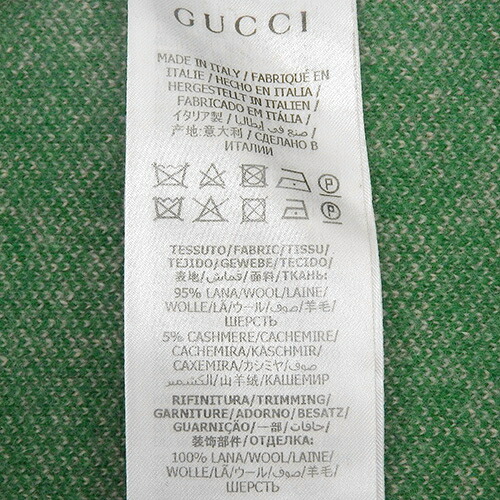 GUCCI
MADE IN ITALY / FABRIQUÉ EN
ITALIE / HECHO EN ITALIA /
HERGESTELLT IN ITALIEN /
FABRICADO EM ITÁLIA /
イタリア製 / صنع في إيطاليا /
产地:意大利 / СДЕЛАНО В
ИТАЛИИ
P
P
TESSUTO/FABRIC/TISSU/
TEJIDO/GEWEBE/TECIDO/
表地/قماش/面料/ТКАНЬ:
95% LANA/WOOL/LAINE/
WOLLE/LÃ/ウール/صوف/羊毛/
ШЕРСТЬ
5% CASHMERE/CACHEMIRE/
CACHEMIRA/KASCHMIR/
CAXEMIRA/カシミヤ/صوف
الكشمير/山羊绒/КАШЕМИР
RIFINITURA/TRIMMING/
GARNITURE/ADORNO/BESATZ/
GUARNIÇÃO/一部/حافات/
装饰部件/ОТДЕЛКА:
100% LANA/WOOL/LAINE/
WOLLE/LÃ/ウール/صوف/羊毛/
ШЕРСТЬ